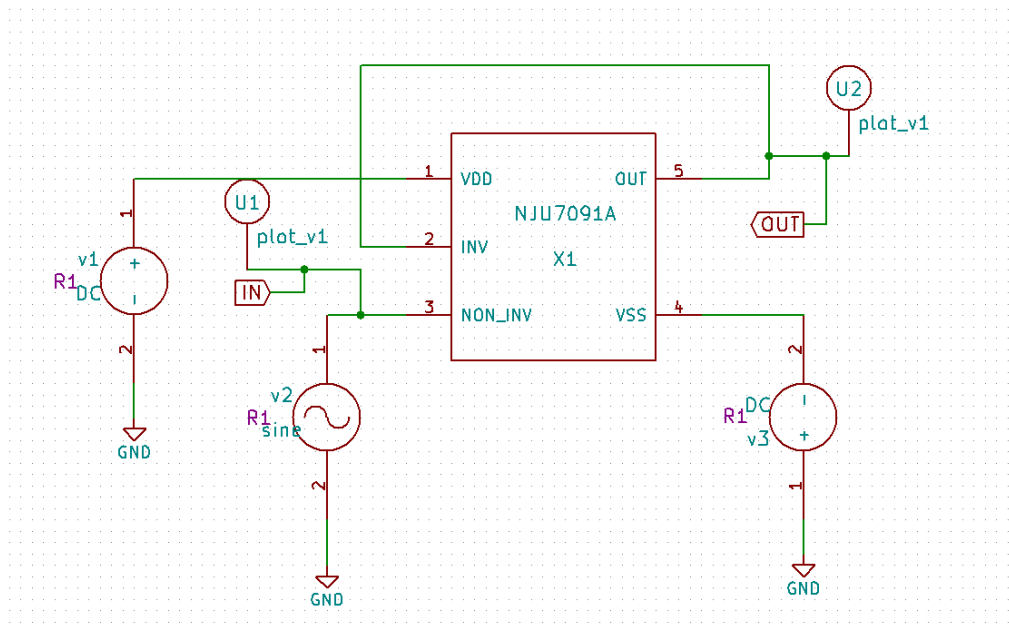 U2
plot_v1
1
VDD
OUT
5
NJU7091A
U1
plot_v1
1
2
INV
X1
OUT
v1
R1
DC
IN
3
NON_INV
VSS
4
2
1
2
v2
R1
sine
DC
R1
v3
GND
2
1
GND
GND